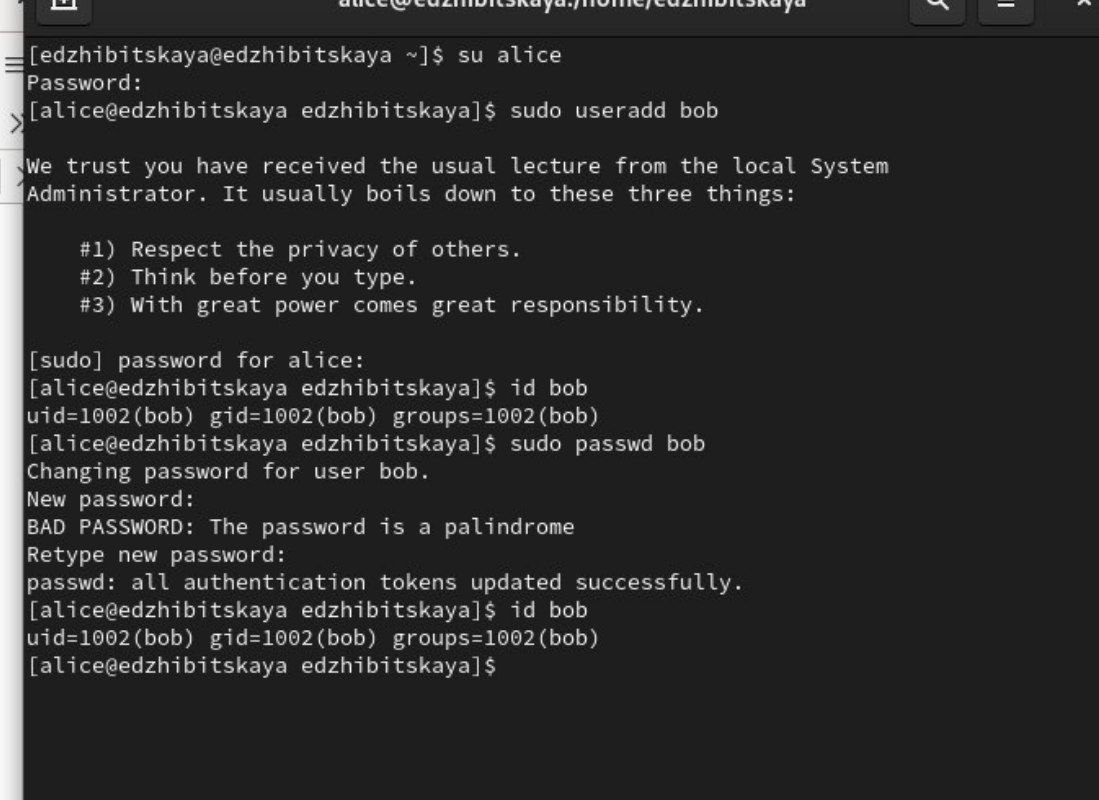 alice@edzhibitskaya:/home/edzhibitskaya
[edzhibitskaya@edzhibitskaya ~]$ su alice
Password:
[alice@edzhibitskaya edzhibitskaya]$ sudo useradd bob
We trust you have received the usual lecture from the local System
Administrator. It usually boils down to these three things:
#1) Respect the privacy of others.
#2) Think before you type.
#3) With great power comes great responsibility.
[sudo] password for alice:
[alice@edzhibitskaya edzhibitskaya]$ id bob
uid=1002(bob) gid=1002(bob) groups=1002(bob)
[alice@edzhibitskaya edzhibitskaya]$ sudo passwd bob
Changing password for user bob.
New password:
BAD PASSWORD: The password is a palindrome
Retype new password:
passwd: all authentication tokens updated successfully.
[alice@edzhibitskaya edzhibitskaya]$ id bob
uid=1002(bob) gid=1002(bob) groups=1002(bob)
[alice@edzhibitskaya edzhibitskaya]$